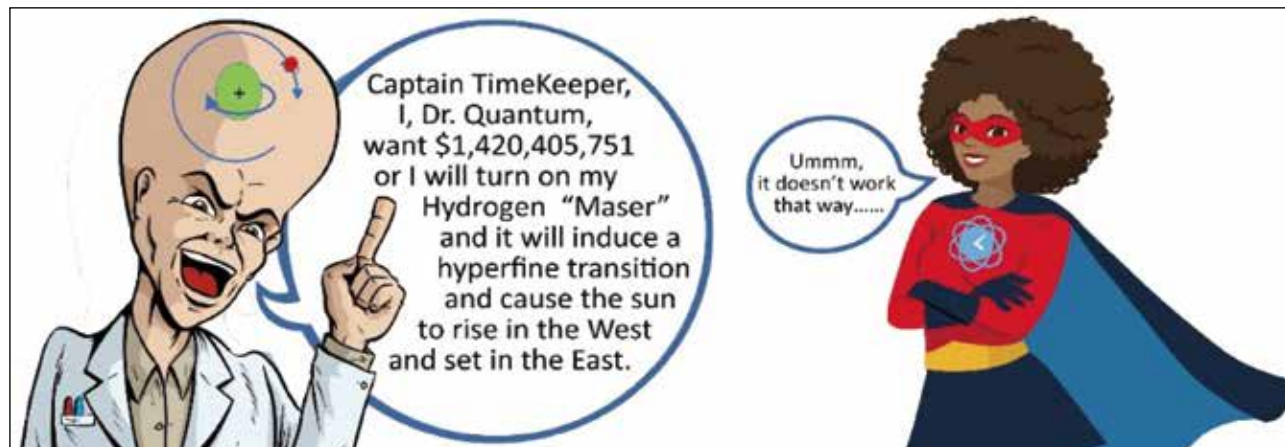 Captain TimeKeeper,
I, Dr. Quantum,
want $1,420,405,751
or I will turn on my
Hydrogen “Maser”
and it will induce a
hyperfine transition
and cause the sun
to rise in the West
and set in the East.
Ummm,
it doesn’t work
that way......
+